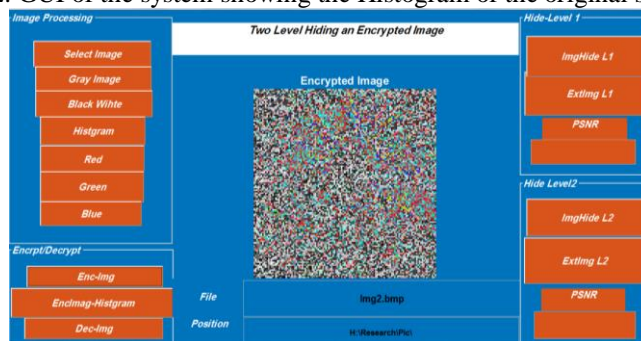 GUI of the system showing the Histogram of the original
Image Processing
Select Image
Gray Image
Black Wihte
Histgram
Red
Green
Blue
Encrpt/Decrypt
Enc-Img
EncImag-Histgram
Dec-Img
Two Level Hiding an Encrypted Image
Encrypted Image
File
Img2.bmp
Position
H:\Research\Pic\
Hide-Level 1
ImgHide L1
ExtImg L1
PSNR
Hide Level2
ImgHide L2
ExtImg L2
PSNR